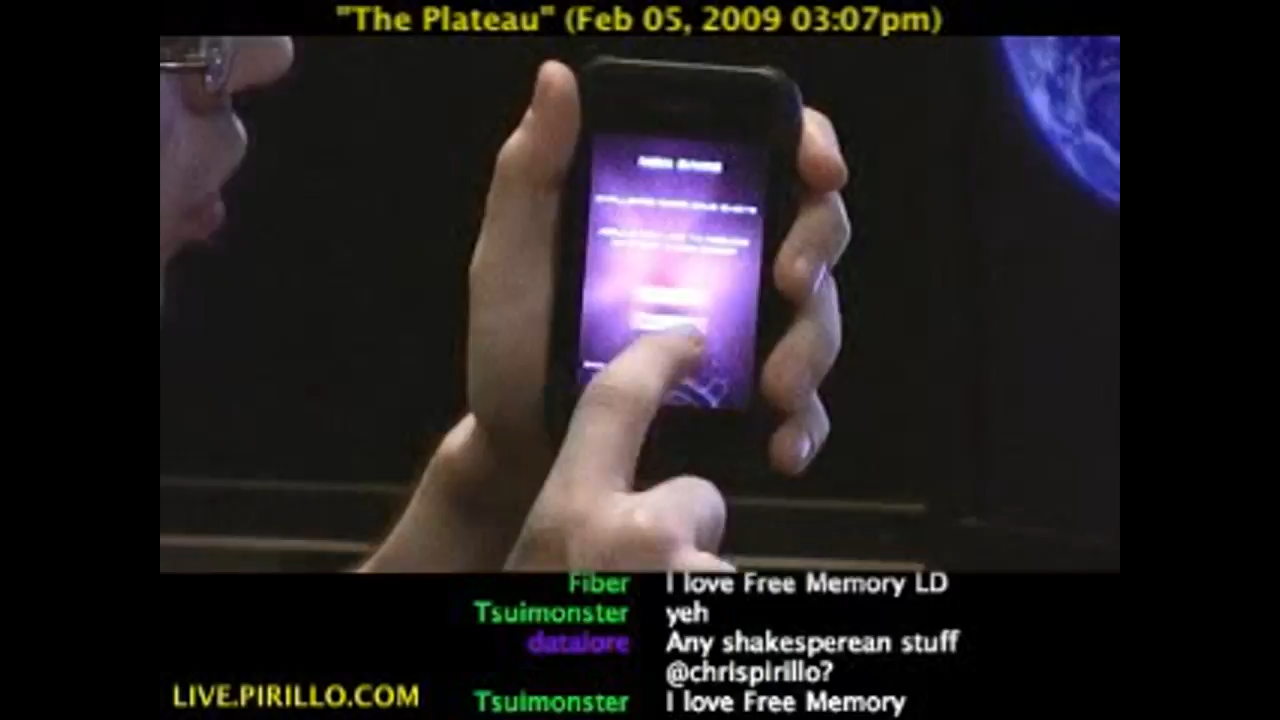 "The Plateau" (Feb 05, 2009 03:07pm)
Fiber I love Free Memory LD
Tsuimonster yeh
datalore Any shakesperean stuff
@chrispirillo?
LIVE.PIRILLO.COM
Tsuimonster I love Free Memory